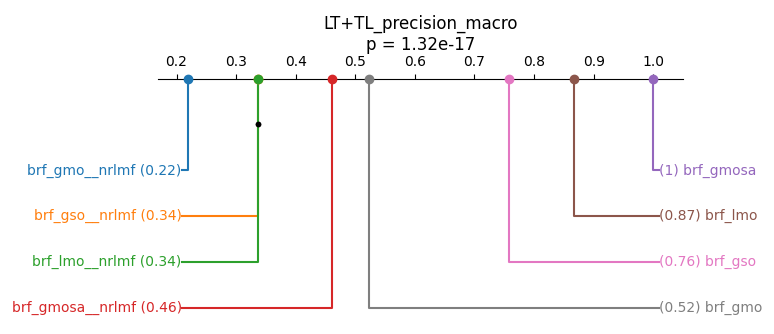 LT+TL_precision_macro
p = 1.32e-17
0.2 0.3 0.4 0.5 0.6 0.7 0.8 0.9 1.0
brf_gmo__nrlmf (0.22) (1) brf_gmosa
brf_gso__nrlmf (0.34) (0.87) brf_lmo
brf_lmo__nrlmf (0.34) (0.76) brf_gso
brf_gmosa__nrlmf (0.46) (0.52) brf_gmo